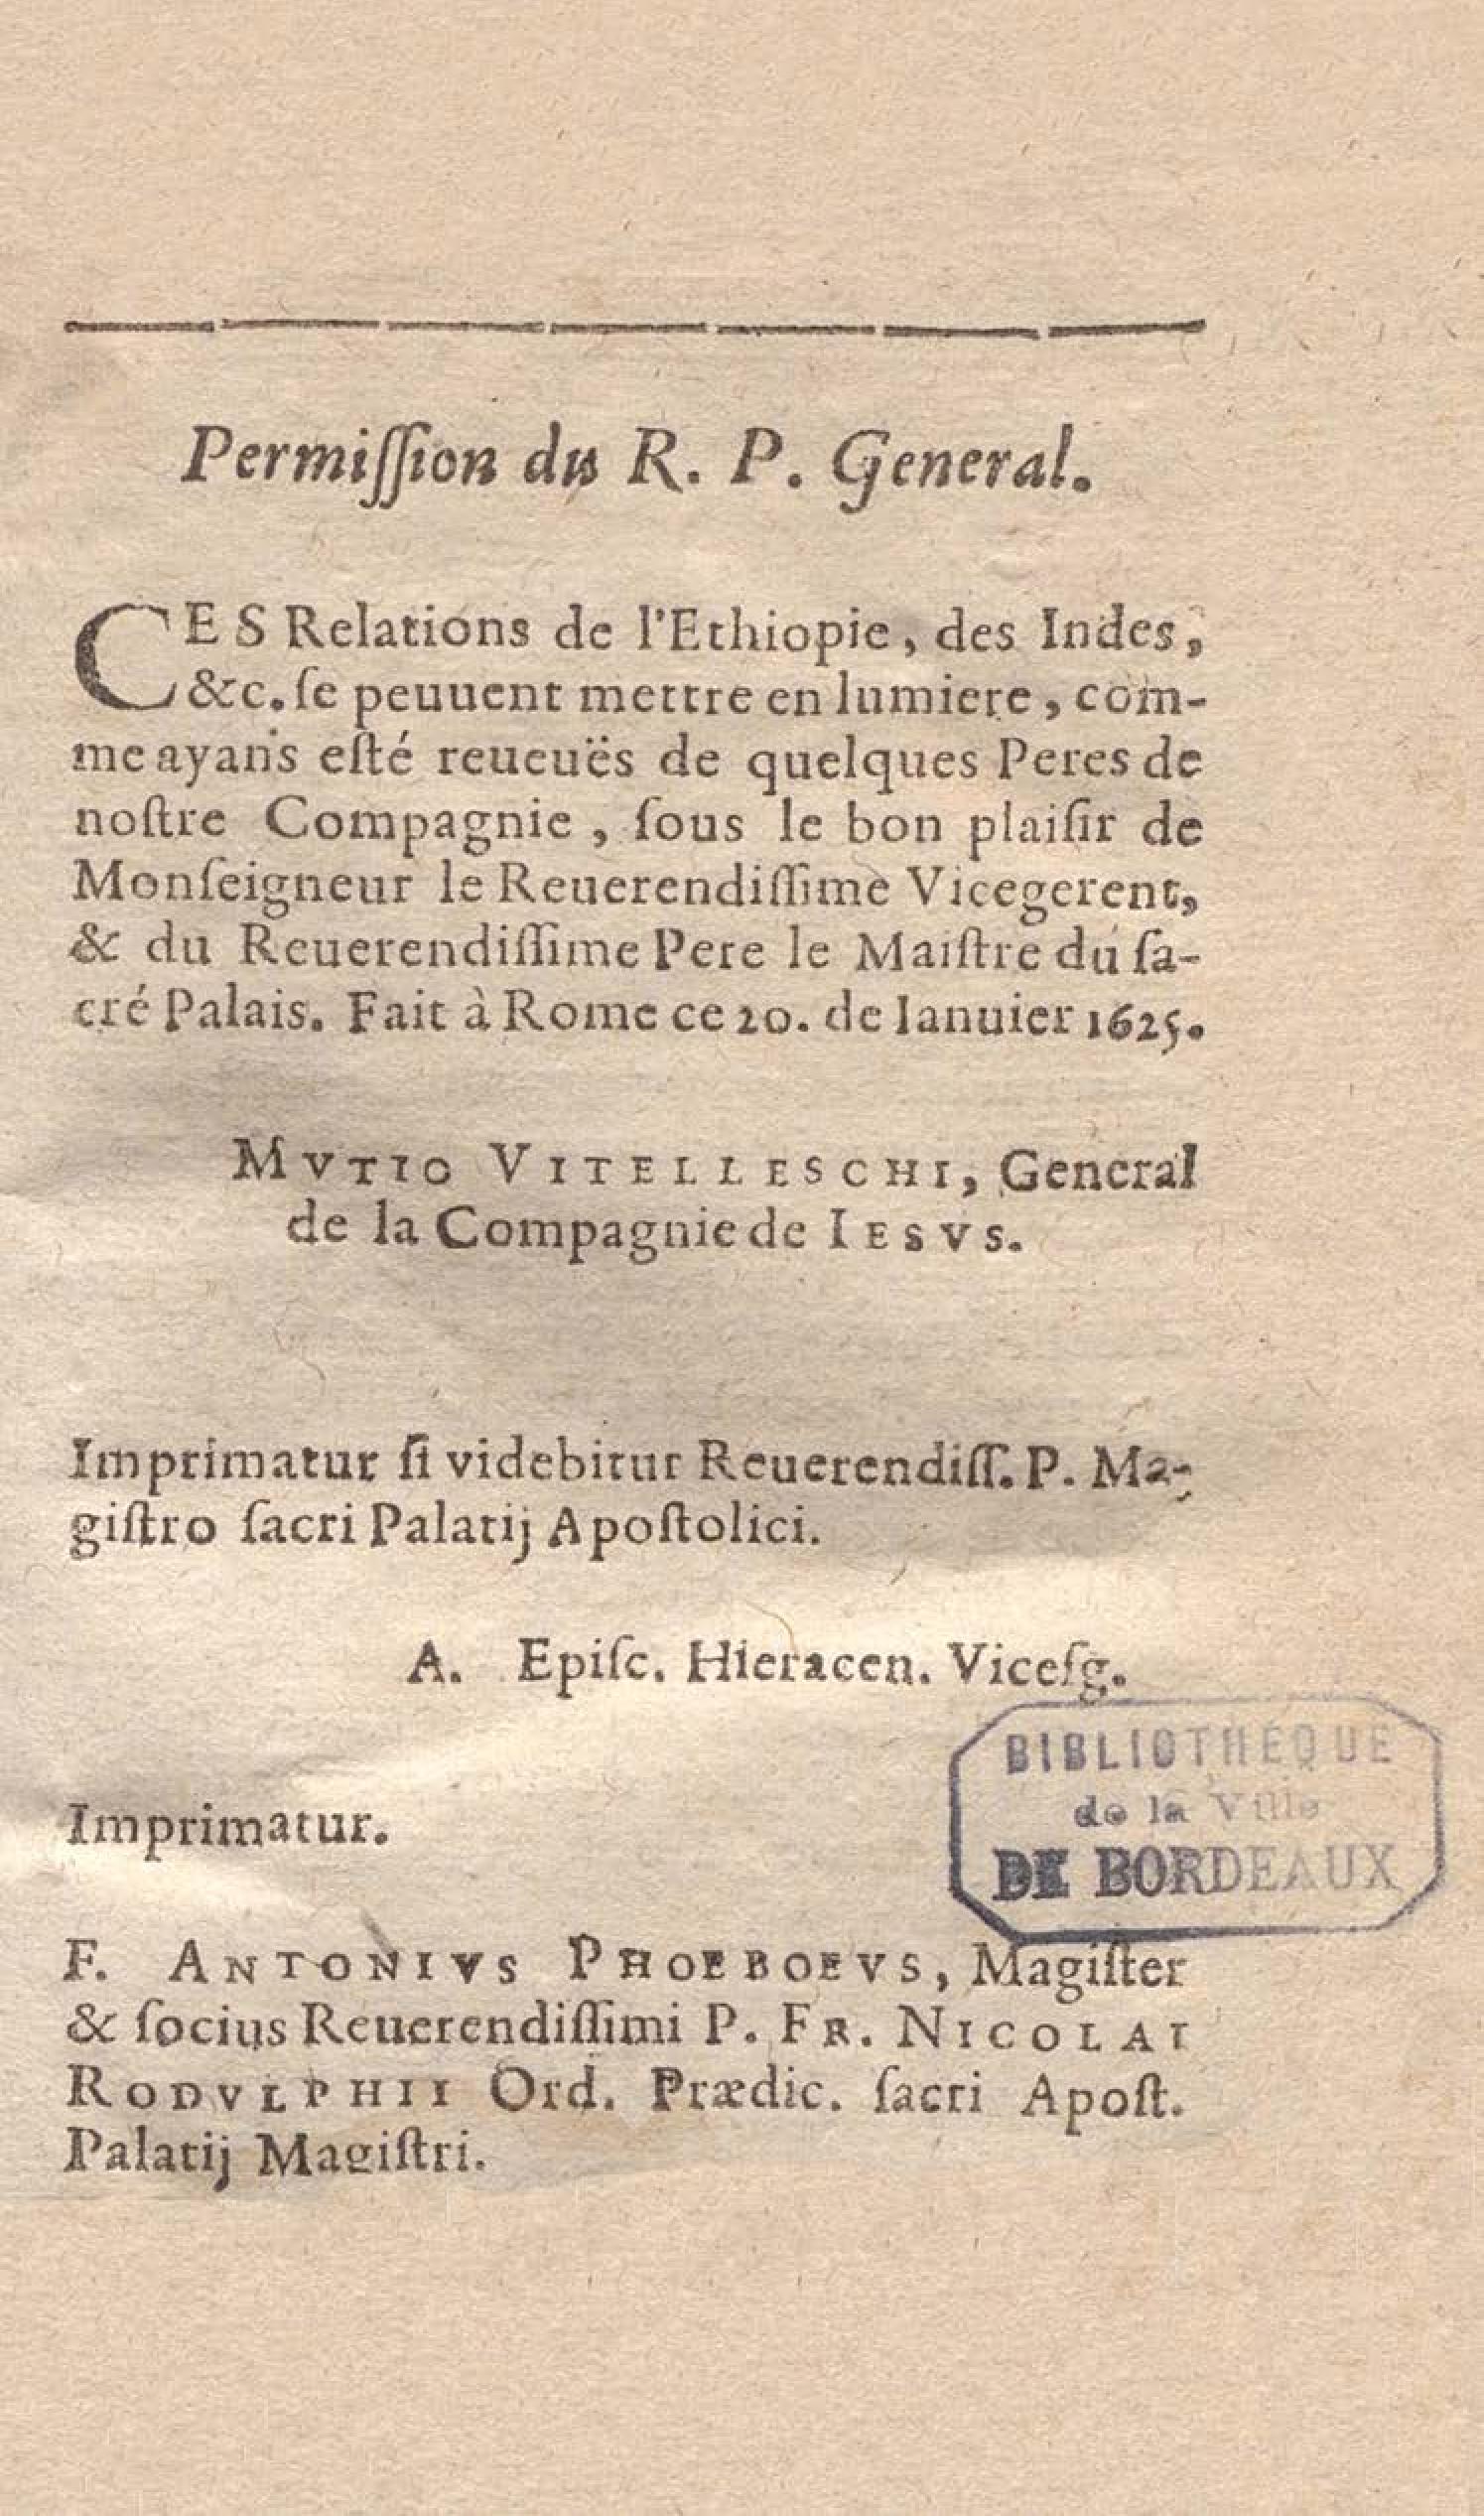 Permiſſion du R. P. General.
CES Relations de l'Ethiopie, des Indes,
&c. ſe peuuent mettre en lumiere, com-
me ayans eſté reueuës de quelques Peres de
noſtre Compagnie, ſous le bon plaiſir de
Monſeigneur le Reuerendiſſime Vicegerent,
& du Reuerendiſſime Pere le Maiſtre du ſa-
cré Palais. Fait à Rome ce 20. de Ianuier 1625.
MVTIO VITELLESCHI, General
de la Compagnie de IESVS.
Imprimatur ſi videbitur Reuerendiſſ. P. Ma-
giſtro ſacri Palatij Apoſtolici.
A. Epiſc. Hieracen. Viceſg.
BIBLIOTHÉQUE
de la Ville
DE BORDEAUX
Imprimatur.
F. ANTONIVS PHOEBOEVS, Magiſter
& ſocius Reuerendiſſimi P. FR. NICOLAI
RODVLPHII Ord. Prædic. ſacri Apoſt.
Palatij Magiſtri.